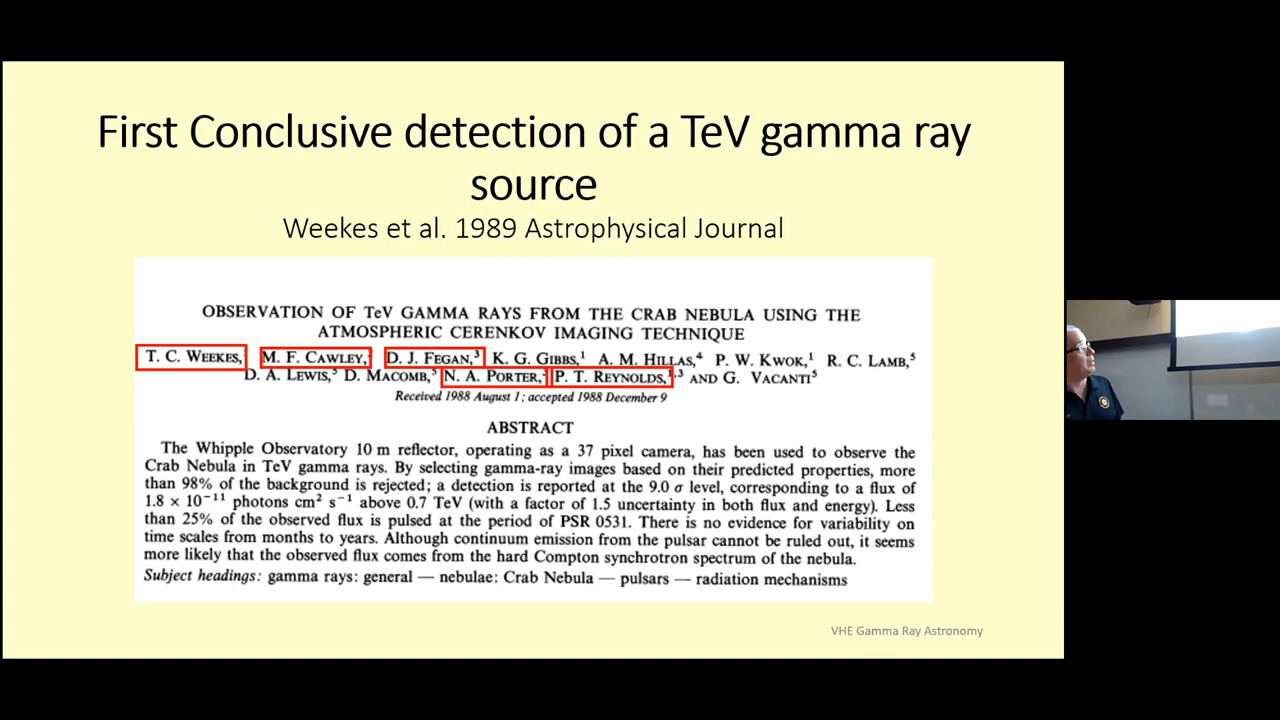 First Conclusive detection of a TeV gamma ray
source
Weekes et al. 1989 Astrophysical Journal
OBSERVATION OF TeV GAMMA RAYS FROM THE CRAB NEBULA USING THE
ATMOSPHERIC CERENKOV IMAGING TECHNIQUE
T. C. WEEKES, M. F. CAWLEY, D. J. FEGAN,³ K. G. GIBBS,¹ A. M. HILLAS,⁴ P. W. KWOK,¹ R. C. LAMB,⁵
D. A. LEWIS,⁵ D. MACOMB,⁵ N. A. PORTER, P. T. REYNOLDS,¹,³ AND G. VACANTI⁵
Received 1988 August 1; accepted 1988 December 9
ABSTRACT
The Whipple Observatory 10 m reflector, operating as a 37 pixel camera, has been used to observe the
Crab Nebula in TeV gamma rays. By selecting gamma-ray images based on their predicted properties, more
than 98% of the background is rejected; a detection is reported at the 9.0 σ level, corresponding to a flux of
1.8 × 10⁻¹¹ photons cm² s⁻¹ above 0.7 TeV (with a factor of 1.5 uncertainty in both flux and energy). Less
than 25% of the observed flux is pulsed at the period of PSR 0531. There is no evidence for variability on
time scales from months to years. Although continuum emission from the pulsar cannot be ruled out, it seems
more likely that the observed flux comes from the hard Compton synchrotron spectrum of the nebula.
Subject headings: gamma rays: general — nebulae: Crab Nebula — pulsars — radiation mechanisms
VHE Gamma Ray Astronomy